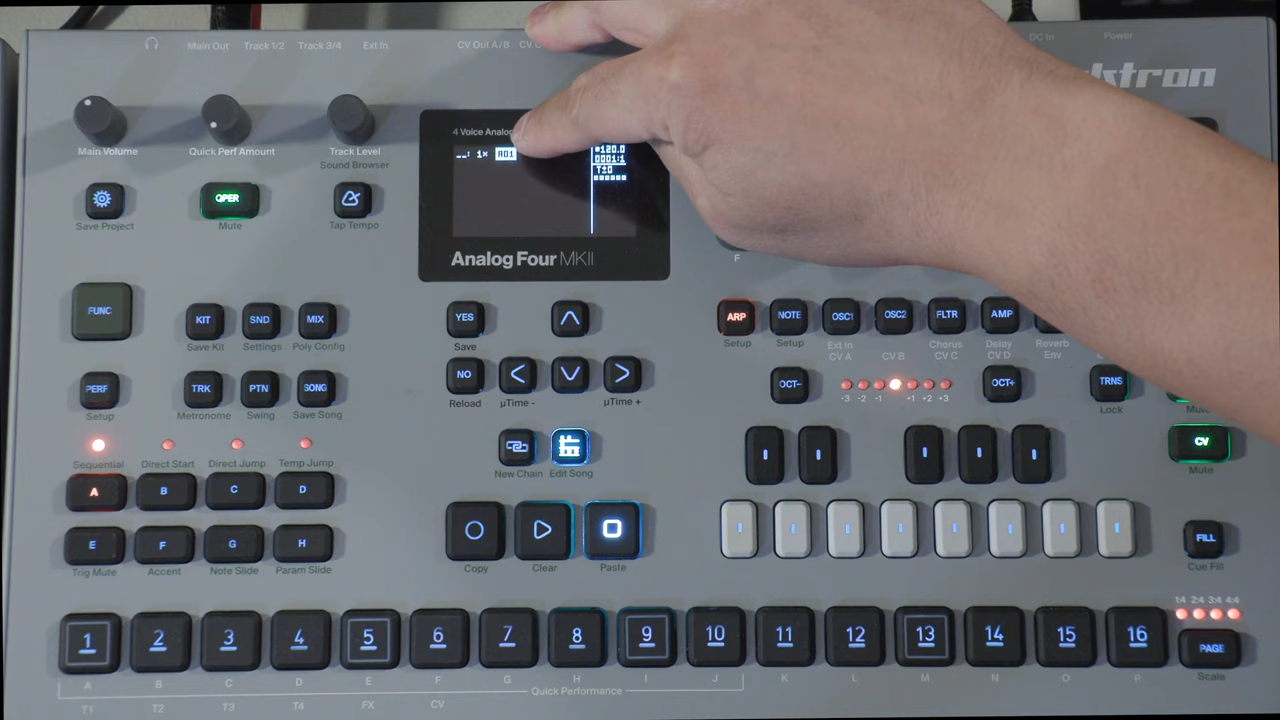 Main Out Track 1/2 Track 3/4 Ext In CV Out A/B DC In Power
ktron
Main Volume Quick Perf Amount Track Level
Sound Browser
4 Voice Analog
__: 1× A01
=120.0
0001:1
T±0
Analog Four MKII
QPER
Save Project Mute Tap Tempo
F
FUNC
KIT SND MIX
Save Kit Settings Poly Config
PERF TRK PTN SONG
Setup Metronome Swing Save Song
YES
Save
NO < >
Reload µTime - µTime +
ARP NOTE OSC1 OSC2 FLTR AMP
Setup Setup Ext In Chorus Delay Reverb
CV A CV B CV C CV D Env
OCT- OCT+ TRNS
-3 -2 -1 +1 +2 +3
Lock Mute
CV
Mute
Sequential Direct Start Direct Jump Temp Jump
A B C D
E F G H
Trig Mute Accent Note Slide Param Slide
New Chain Edit Song
Copy Clear Paste
FILL
Cue Fill
1:4 2:4 3:4 4:4
PAGE
Scale
1 2 3 4 5 6 7 8 9 10 11 12 13 14 15 16
A B C D E F G H I J K L M N O P
Quick Performance
T1 T2 T3 T4 FX CV